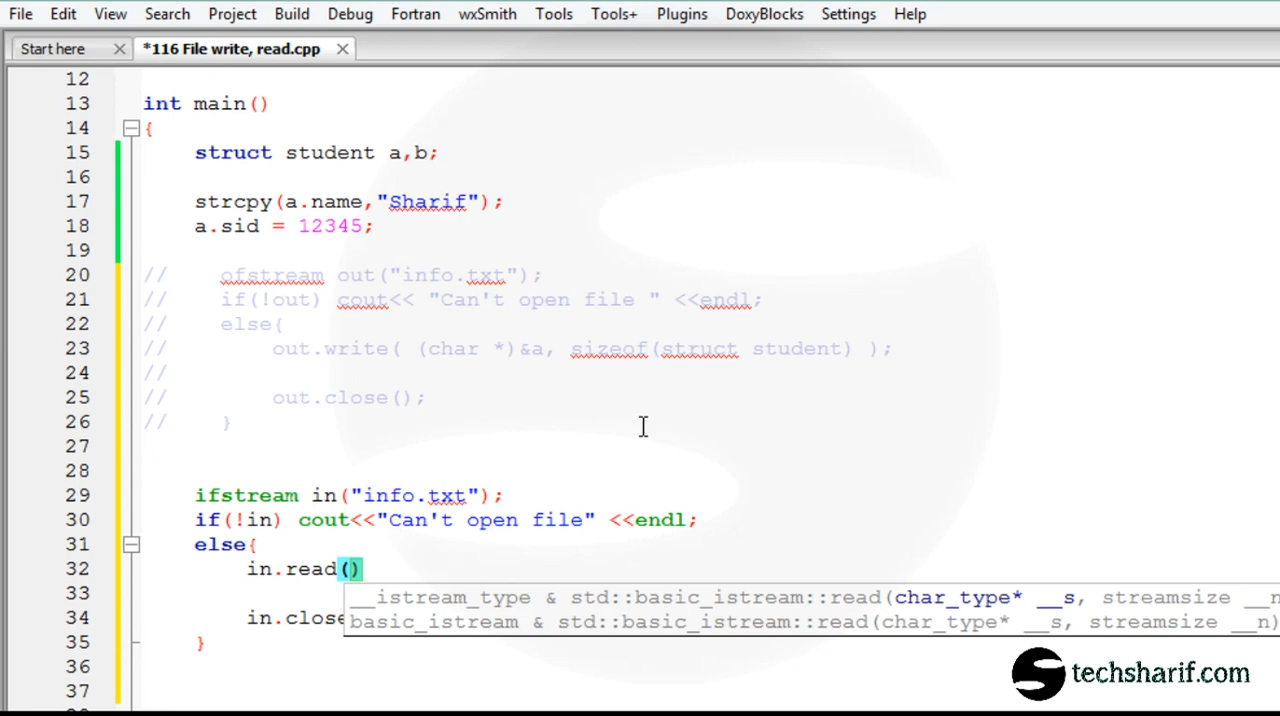 File Edit View Search Project Build Debug Fortran wxSmith Tools Tools+ Plugins DoxyBlocks Settings Help
Start here *116 File write, read.cpp
12
13 int main()
14 {
15 struct student a,b;
16
17 strcpy(a.name,"Sharif");
18 a.sid = 12345;
19
20 // ofstream out("info.txt");
21 // if(!out) cout<< "Can't open file " <<endl;
22 // else{
23 // out.write( (char *)&a, sizeof(struct student) );
24 //
25 // out.close();
26 // }
27
28
29 ifstream in("info.txt");
30 if(!in) cout<<"Can't open file" <<endl;
31 else{
32 in.read()
33 __istream_type & std::basic_istream::read(char_type* __s, streamsize __n
basic_istream & std::basic_istream::read(char_type* __s, streamsize __n)
34 in.close
35 }
36
37
techsharif.com